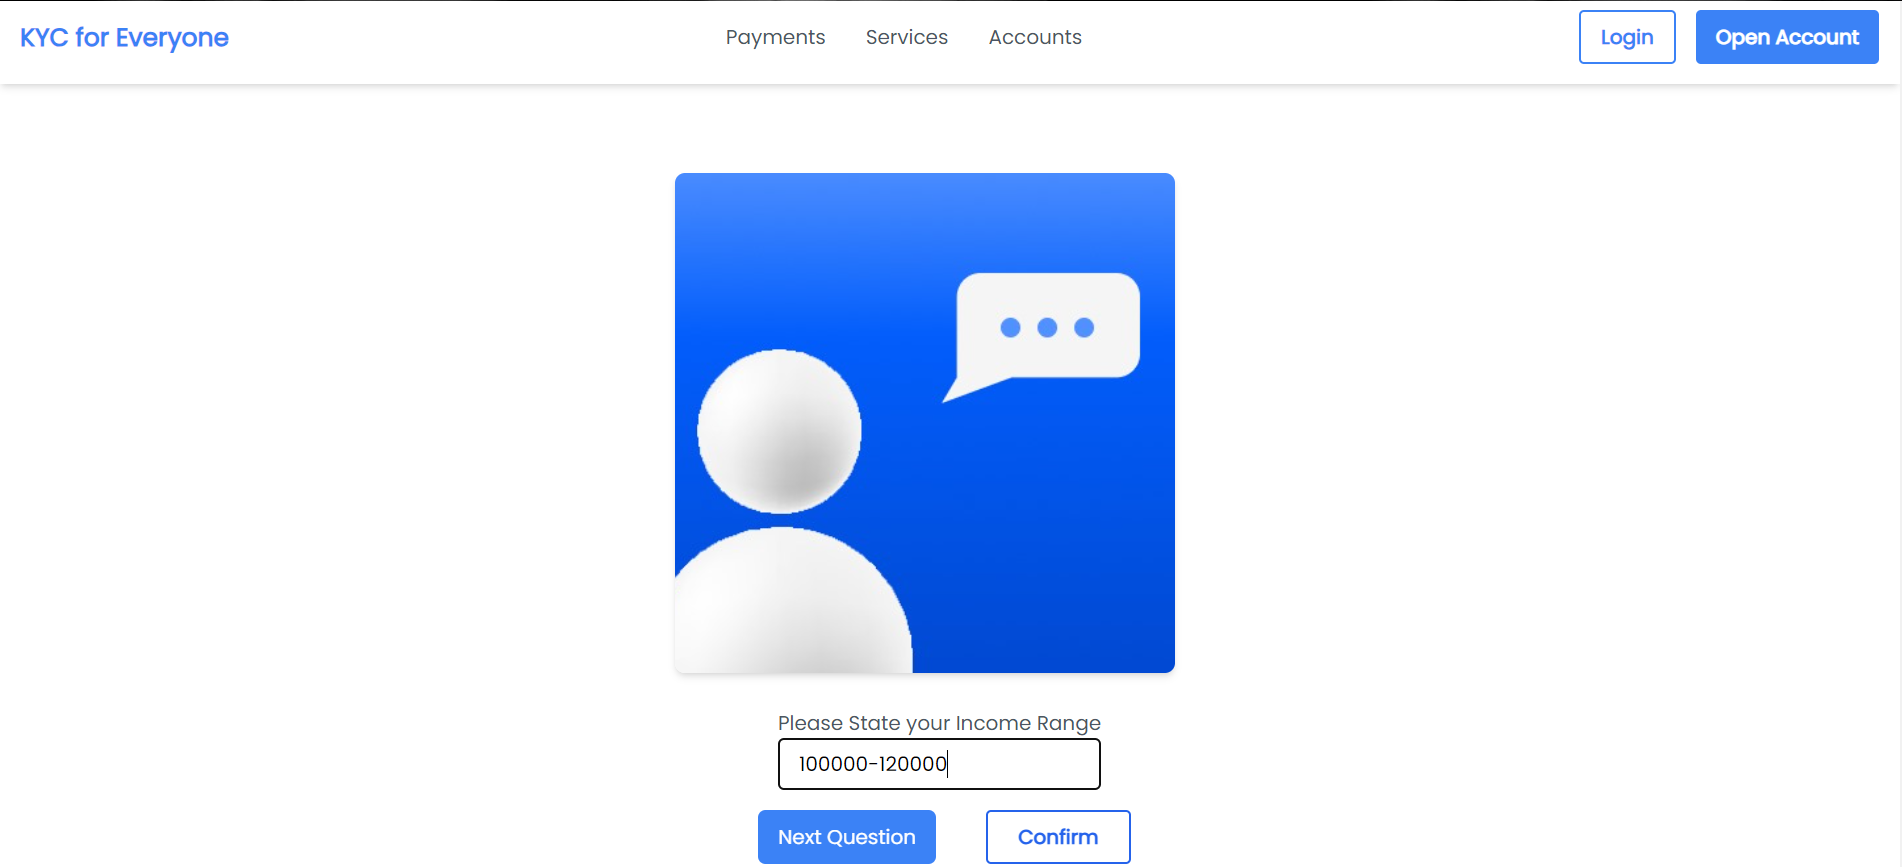 KYC for Everyone
Payments Services Accounts
Login Open Account
Please State your Income Range
100000-120000
Next Question Confirm